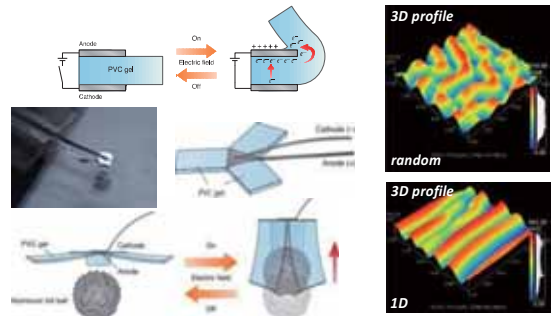 Anode
PVC gel
Cathode
On
Electric field
Off
+ + + + +
3D profile
random
Cathode (-)
Anode (+)
PVC gel
PVC gel
Cathode
Anode
On
Electric field
Off
3D profile
1D